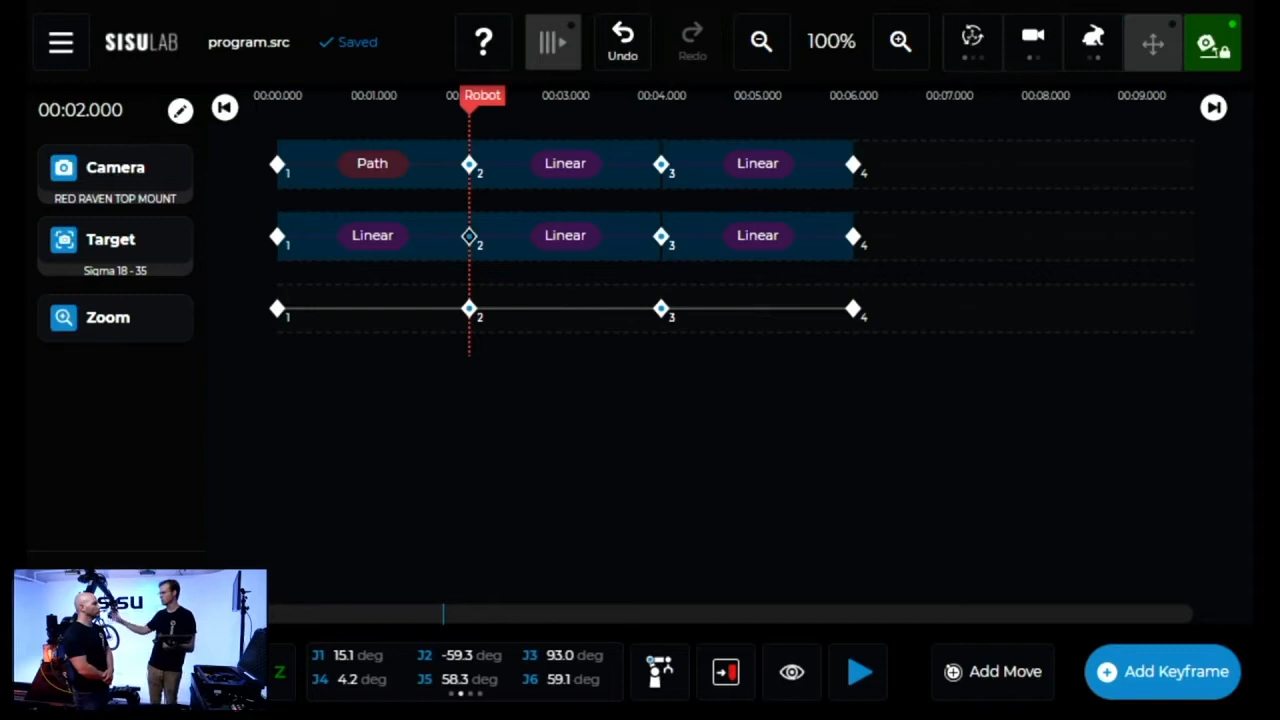 SISULAB
program.src
Saved
?
Undo
Redo
100%
00:02.000
00:00.000
00:01.000
00
Robot
00:03.000
00:04.000
00:05.000
00:06.000
00:07.000
00:08.000
00:09.000
Camera
RED RAVEN TOP MOUNT
Path
Linear
Linear
1
2
3
4
Target
Sigma 18 - 35
Linear
Linear
Linear
1
2
3
4
Zoom
1
2
3
4
sisu
Z
J1 15.1 deg J2 -59.3 deg J3 93.0 deg
J4 4.2 deg J5 58.3 deg J6 59.1 deg
Add Move
Add Keyframe